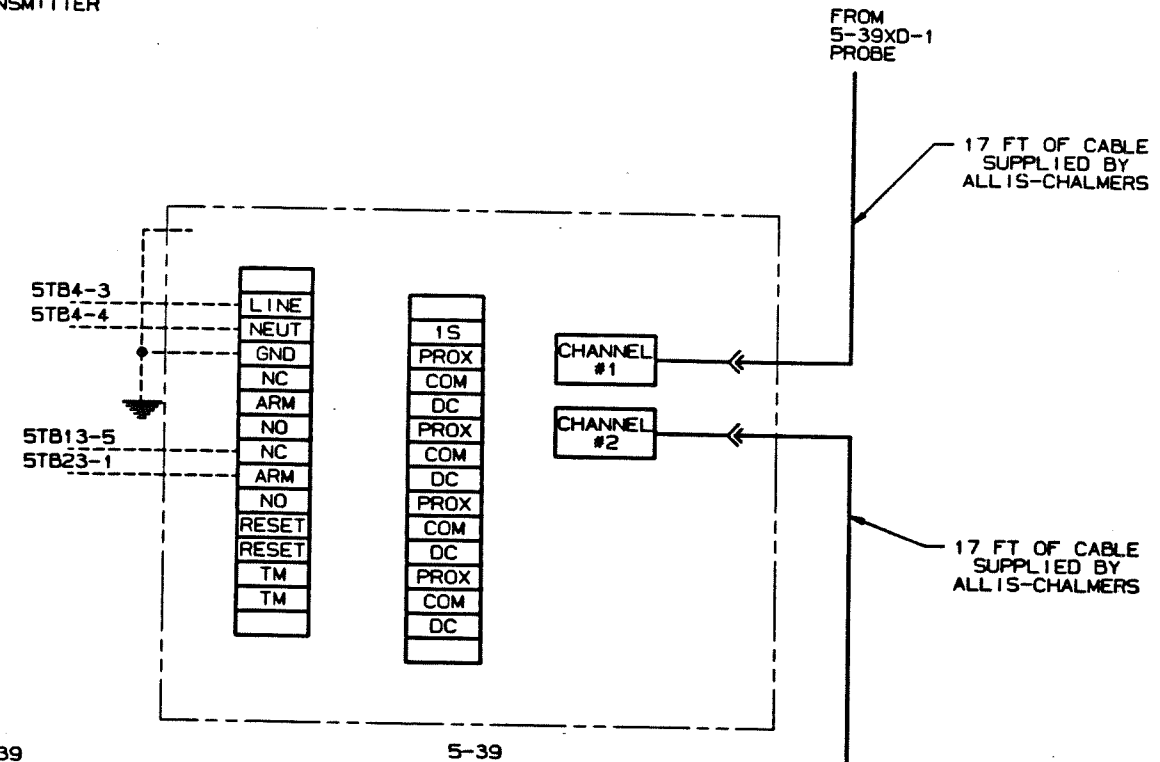 NSMITTER
FROM
5-39XD-1
PROBE
17 FT OF CABLE
SUPPLIED BY
ALLIS-CHALMERS
5TB4-3
5TB4-4
5TB13-5
5TB23-1
LINE
NEUT
GND
NC
ARM
NO
NC
ARM
NO
RESET
RESET
TM
TM
1S
PROX
COM
DC
PROX
COM
DC
PROX
COM
DC
PROX
COM
DC
CHANNEL
#1
CHANNEL
#2
17 FT OF CABLE
SUPPLIED BY
ALLIS-CHALMERS
39
5-39